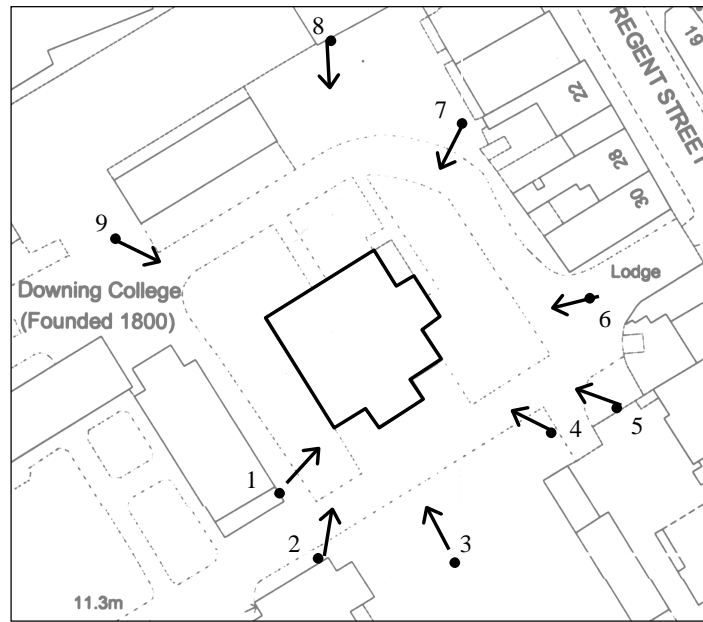 8
19
REGENT STREET
22
7
28
30
9
Lodge
Downing College
(Founded 1800)
6
5
4
1
2
3
11.3m